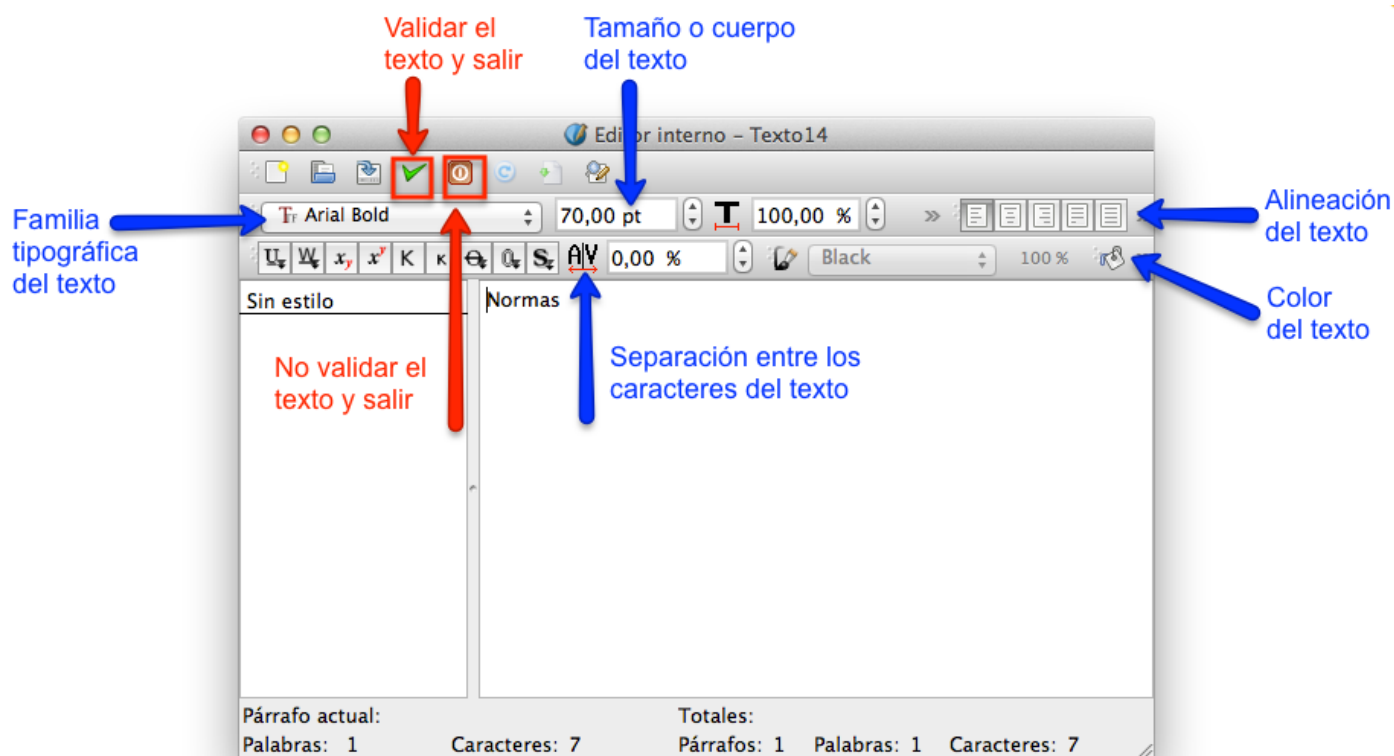 Validar el
texto y salir
Tamaño o cuerpo
del texto
Editor interno - Texto14
Familia
tipográfica
del texto
Arial Bold
70,00 pt
100,00 %
»
Alineación
del texto
0,00 %
Black
100 %
Color
del texto
Sin estilo
Normas
No validar el
texto y salir
Separación entre los
caracteres del texto
Párrafo actual:
Totales:
Palabras: 1 Caracteres: 7
Párrafos: 1 Palabras: 1 Caracteres: 7